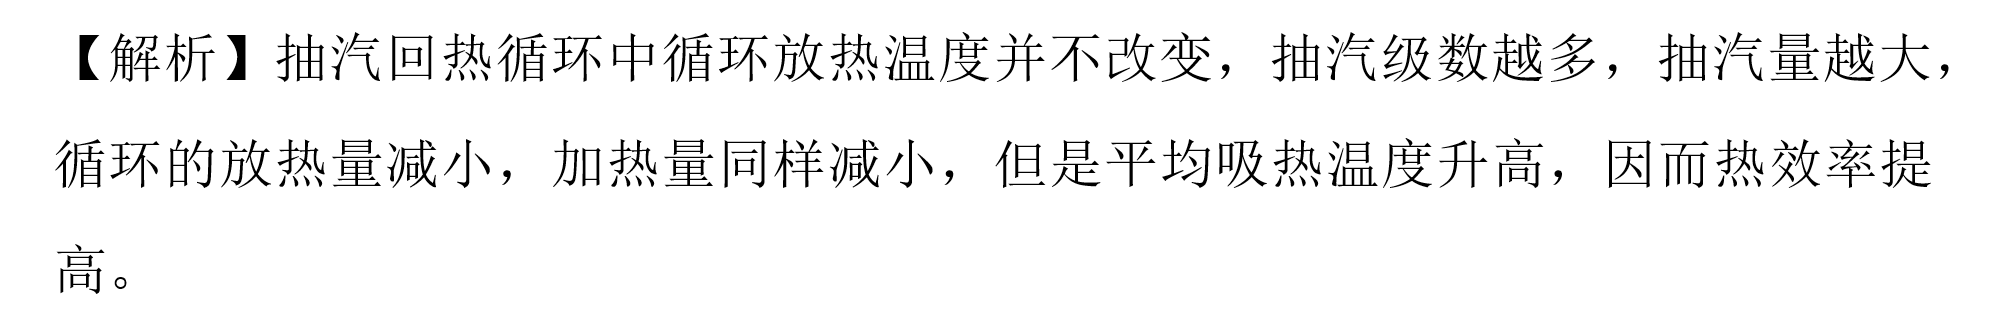 【解析】抽汽回热循环中循环放热温度并不改变，抽汽级数越多，抽汽量越大，
循环的放热量减小，加热量同样减小，但是平均吸热温度升高，因而热效率提
高。